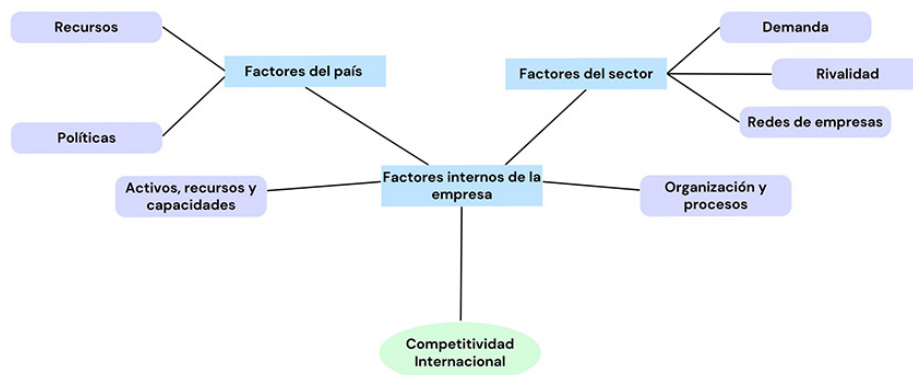 Recursos
Demanda
Factores del país
Factores del sector
Rivalidad
Políticas
Redes de empresas
Activos, recursos y
capacidades
Factores internos de la
empresa
Organización y
procesos
Competitividad
Internacional